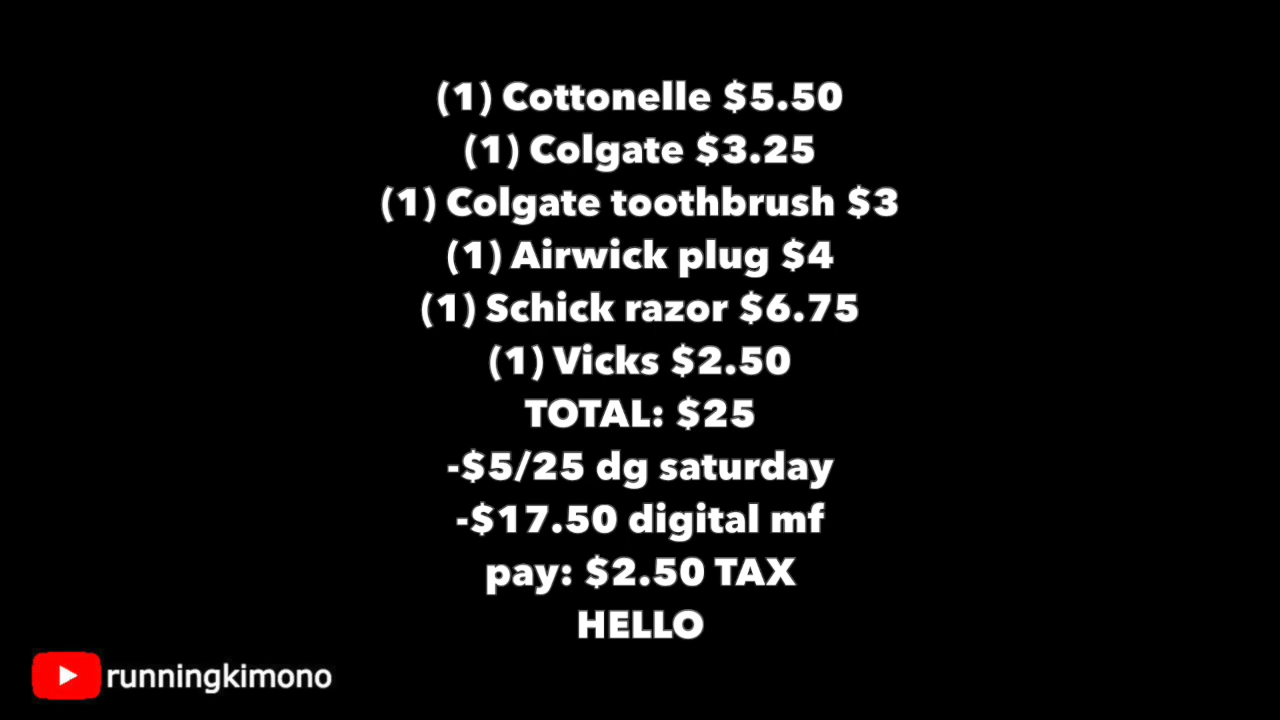 (1) Cottonelle $5.50
(1) Colgate $3.25
(1) Colgate toothbrush $3
(1) Airwick plug $4
(1) Schick razor $6.75
(1) Vicks $2.50
TOTAL: $25
-$5/25 dg saturday
-$17.50 digital mf
pay: $2.50 TAX
HELLO
runningkimono